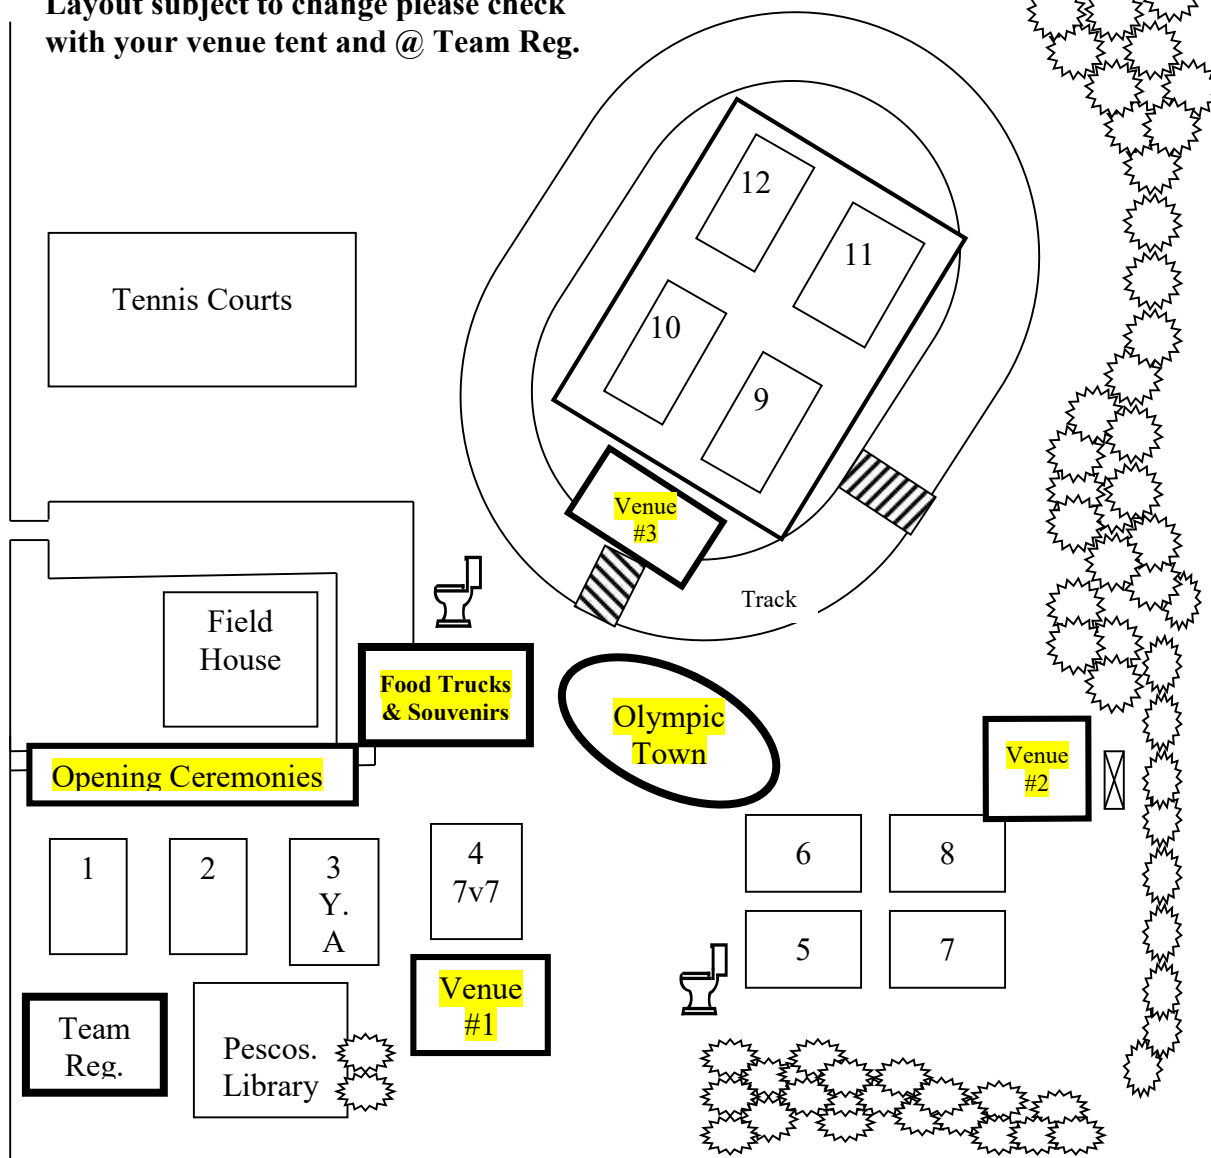 Layout subject to change please check
with your venue tent and @ Team Reg.
12
11
Tennis Courts
10
9
Venue
#3
Track
Field
House
Food Trucks
& Souvenirs
Olympic
Town
Venue
#2
Opening Ceremonies
1
2
3
Y.
A
4
7v7
6
8
5
7
Venue
#1
Team
Reg.
Pescos.
Library